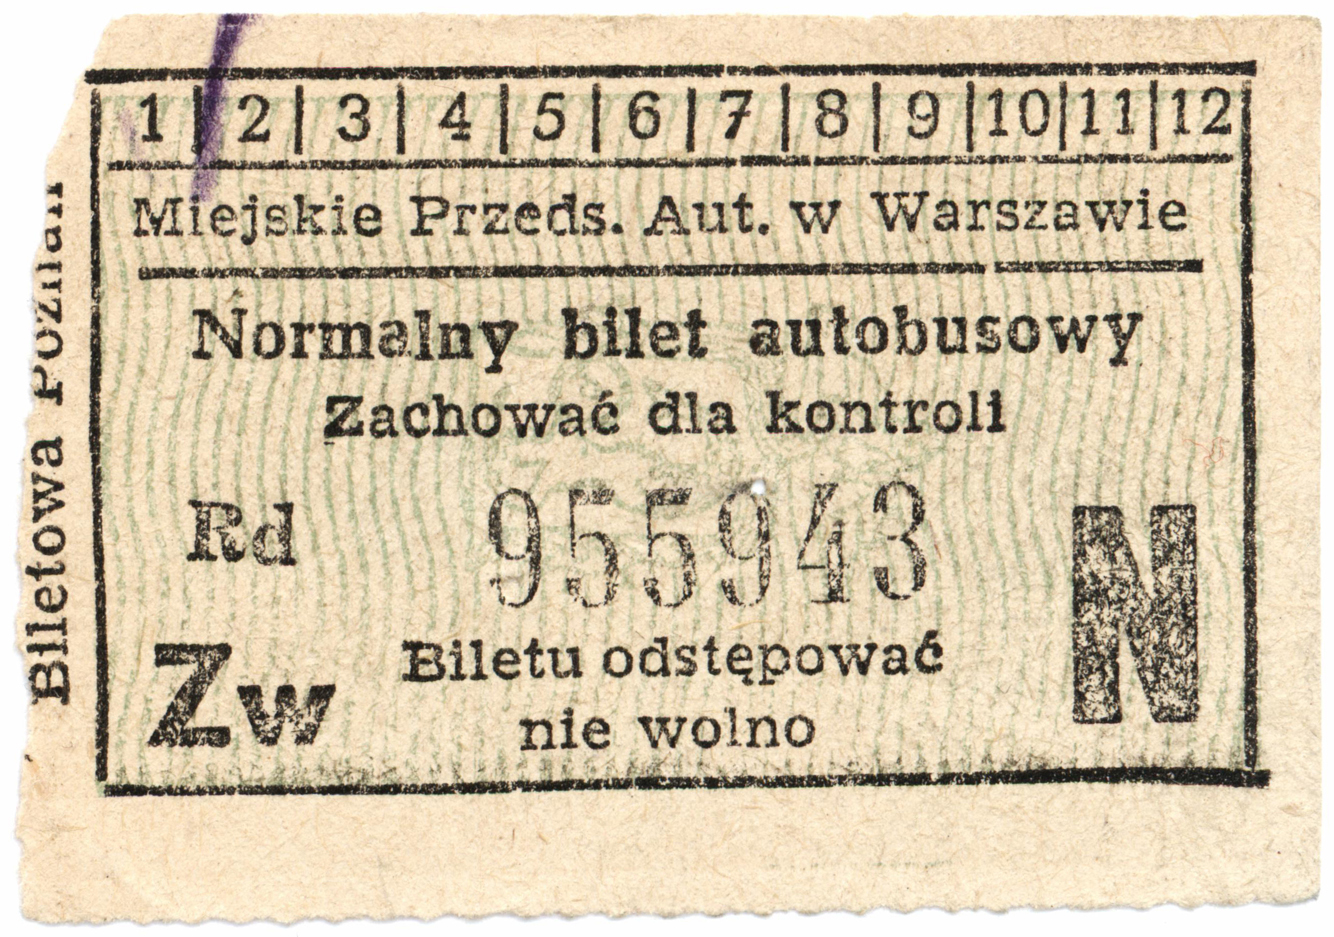 1 | 2 | 3 | 4 | 5 | 6 | 7 | 8 | 9 | 10 | 11 | 12
Miejskie Przeds. Aut. w Warszawie
Normalny bilet autobusowy
Zachować dla kontroli
Rd 955943
Zw
Biletu odstępować
nie wolno
N
Biletowa Poznań